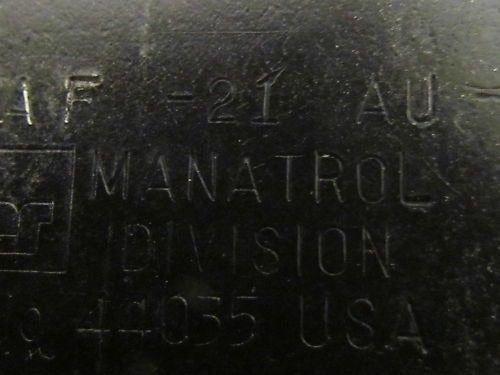 AF -21 AU
MANATROL
DIVISION
44035 USA